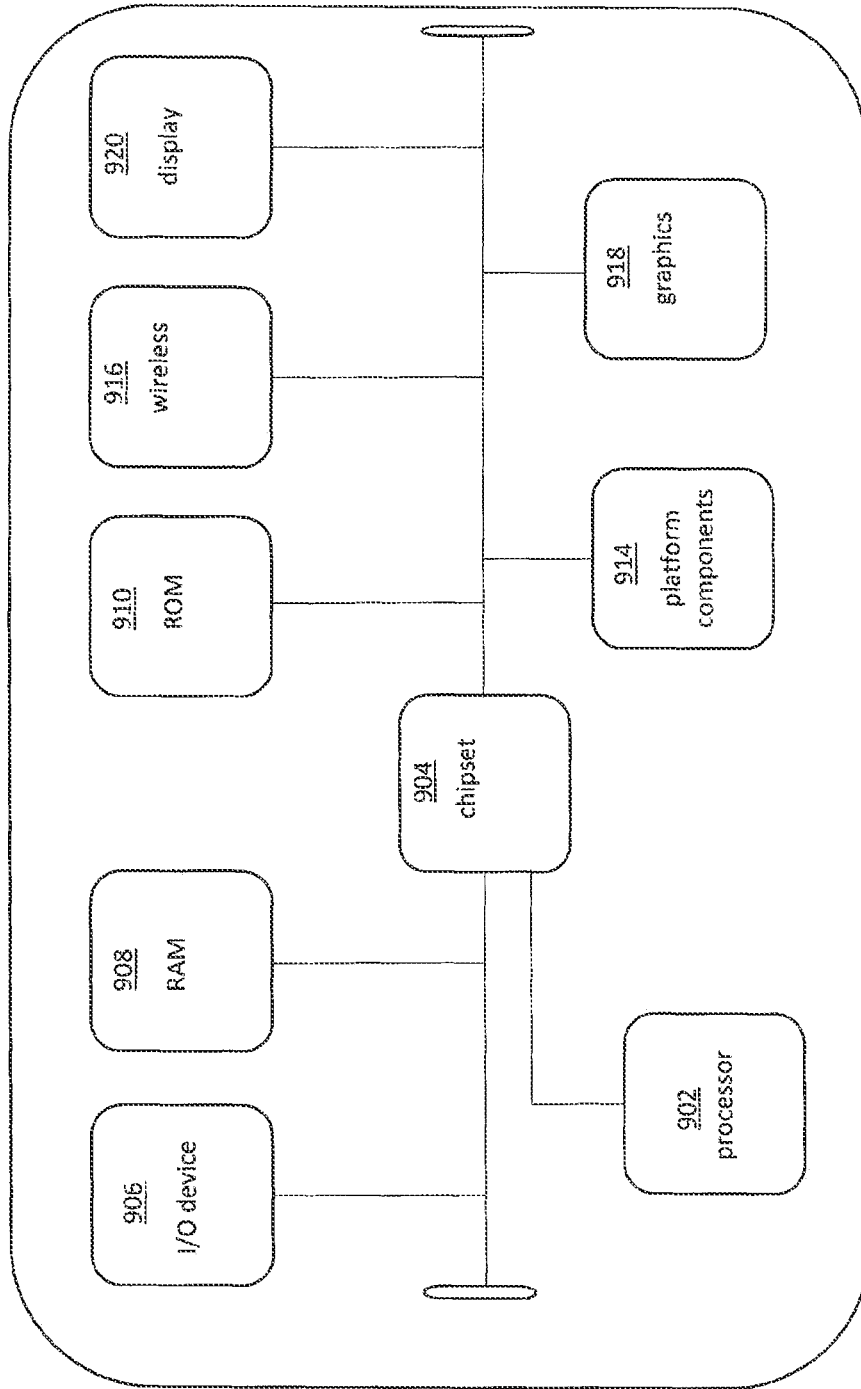 906
I/O device
908
RAM
910
ROM
916
wireless
920
display
904
chipset
902
processor
914
platform
components
918
graphics